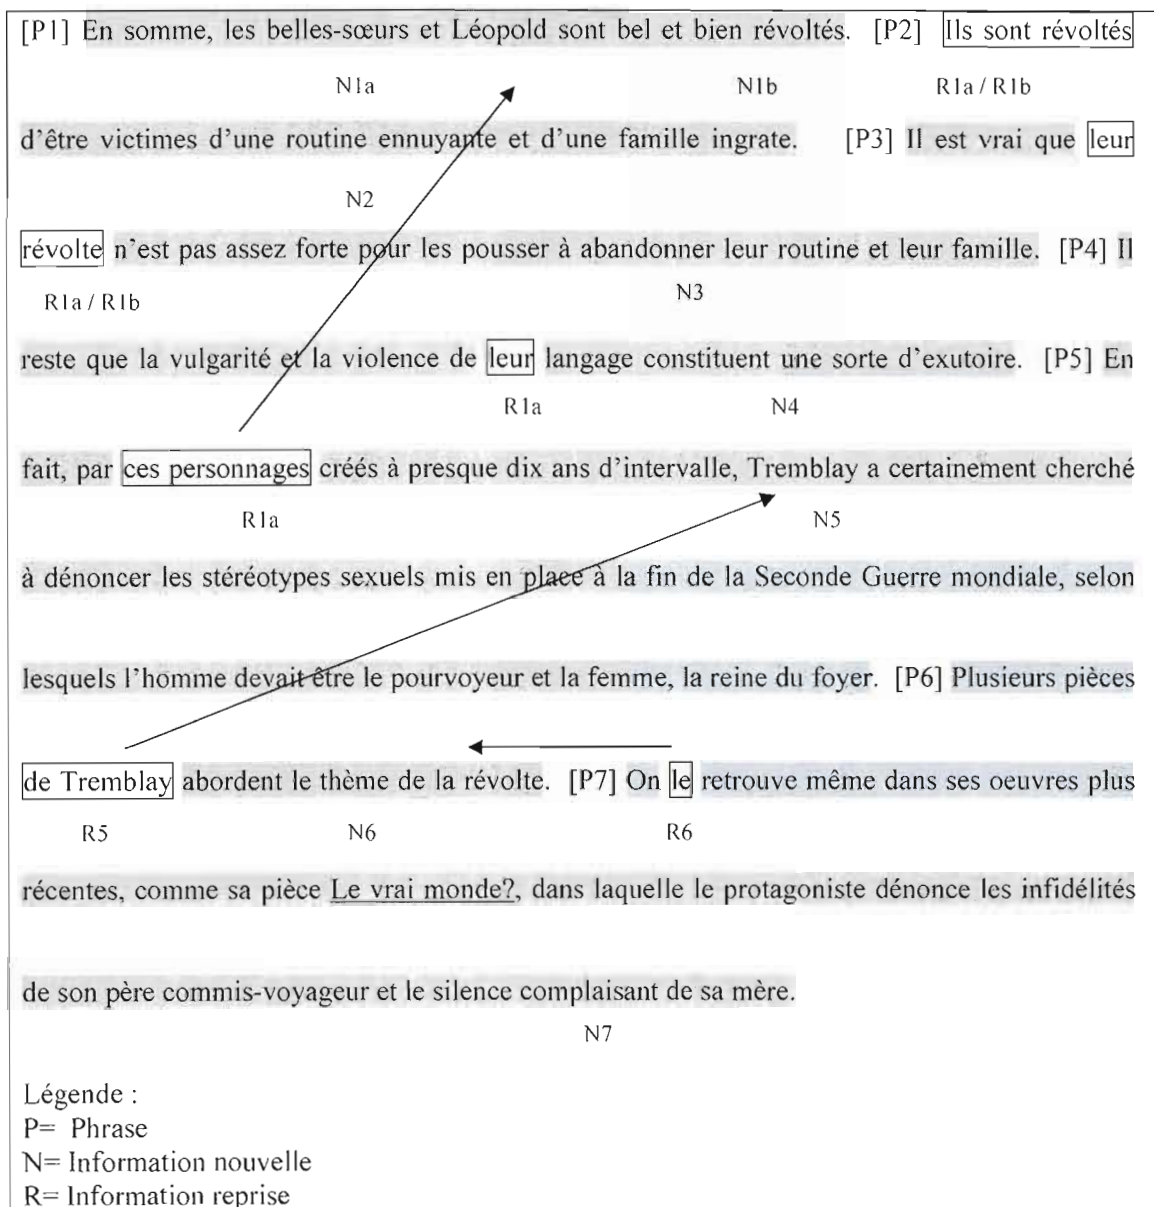 [P1] En somme, les belles-sœurs et Léopold sont bel et bien révoltés. [P2] Ils sont révoltés
N1a N1b R1a / R1b
d'être victimes d'une routine ennuyante et d'une famille ingrate. [P3] Il est vrai que leur
N2
révolte n'est pas assez forte pour les pousser à abandonner leur routine et leur famille. [P4] Il
R1a / R1b N3
reste que la vulgarité et la violence de leur langage constituent une sorte d'exutoire. [P5] En
R1a N4
fait, par ces personnages créés à presque dix ans d'intervalle, Tremblay a certainement cherché
R1a N5
à dénoncer les stéréotypes sexuels mis en place à la fin de la Seconde Guerre mondiale, selon
lesquels l'homme devait être le pourvoyeur et la femme, la reine du foyer. [P6] Plusieurs pièces
de Tremblay abordent le thème de la révolte. [P7] On le retrouve même dans ses oeuvres plus
R5 N6 R6
récentes, comme sa pièce Le vrai monde?, dans laquelle le protagoniste dénonce les infidélités
de son père commis-voyageur et le silence complaisant de sa mère.
N7
Légende :
P= Phrase
N= Information nouvelle
R= Information reprise